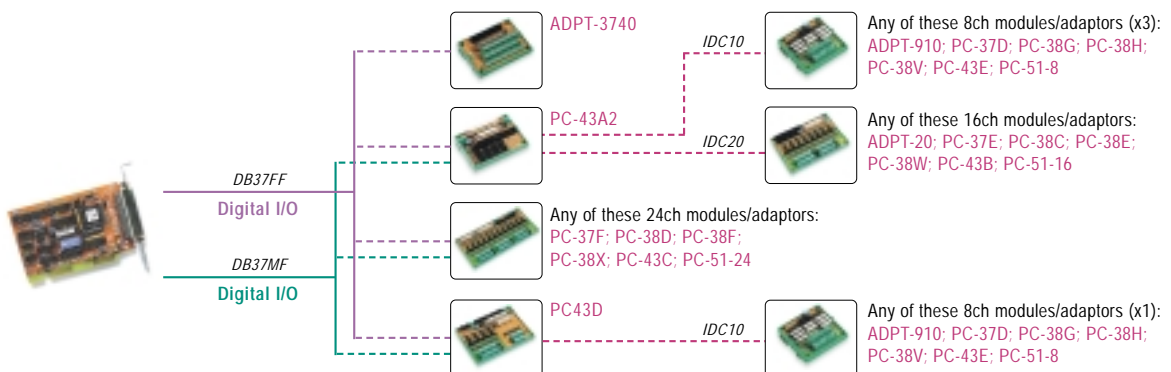 ADPT-3740
IDC10
Any of these 8ch modules/adaptors (x3):
ADPT-910; PC-37D; PC-38G; PC-38H;
PC-38V; PC-43E; PC-51-8
PC-43A2
IDC20
Any of these 16ch modules/adaptors:
ADPT-20; PC-37E; PC-38C; PC-38E;
PC-38W; PC-43B; PC-51-16
DB37FF
Digital I/O
Any of these 24ch modules/adaptors:
PC-37F; PC-38D; PC-38F;
PC-38X; PC-43C; PC-51-24
DB37MF
Digital I/O
PC43D
IDC10
Any of these 8ch modules/adaptors (x1):
ADPT-910; PC-37D; PC-38G; PC-38H;
PC-38V; PC-43E; PC-51-8